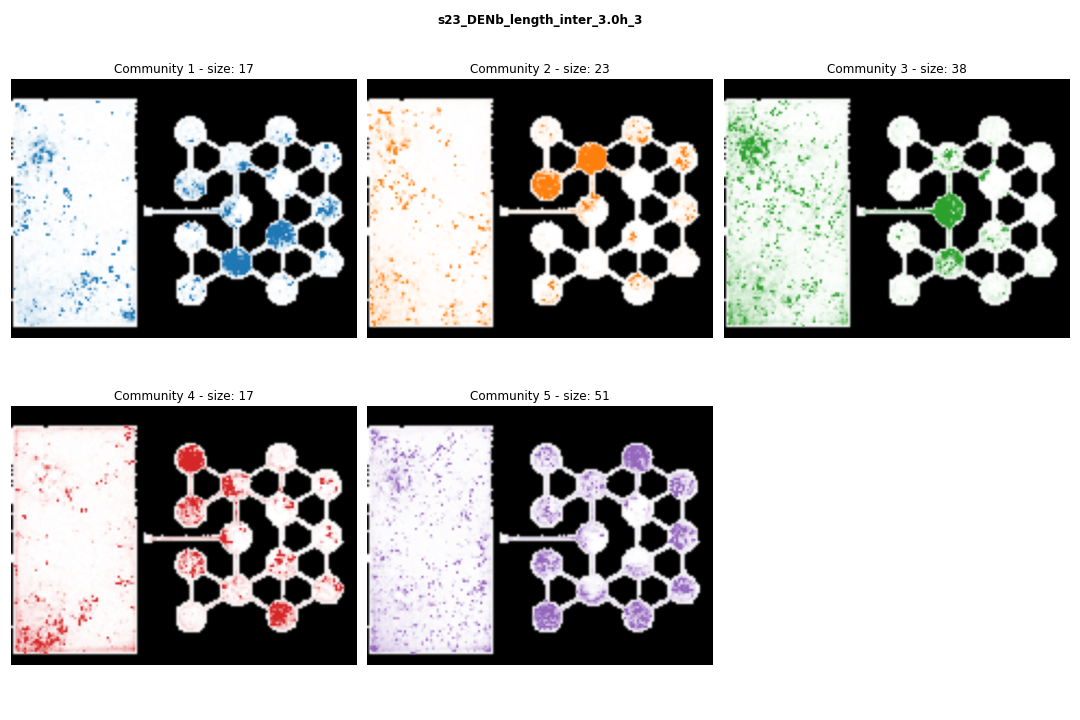 s23_DENb_length_inter_3.0h_3
Community 1 - size: 17
Community 2 - size: 23
Community 3 - size: 38
Community 4 - size: 17
Community 5 - size: 51